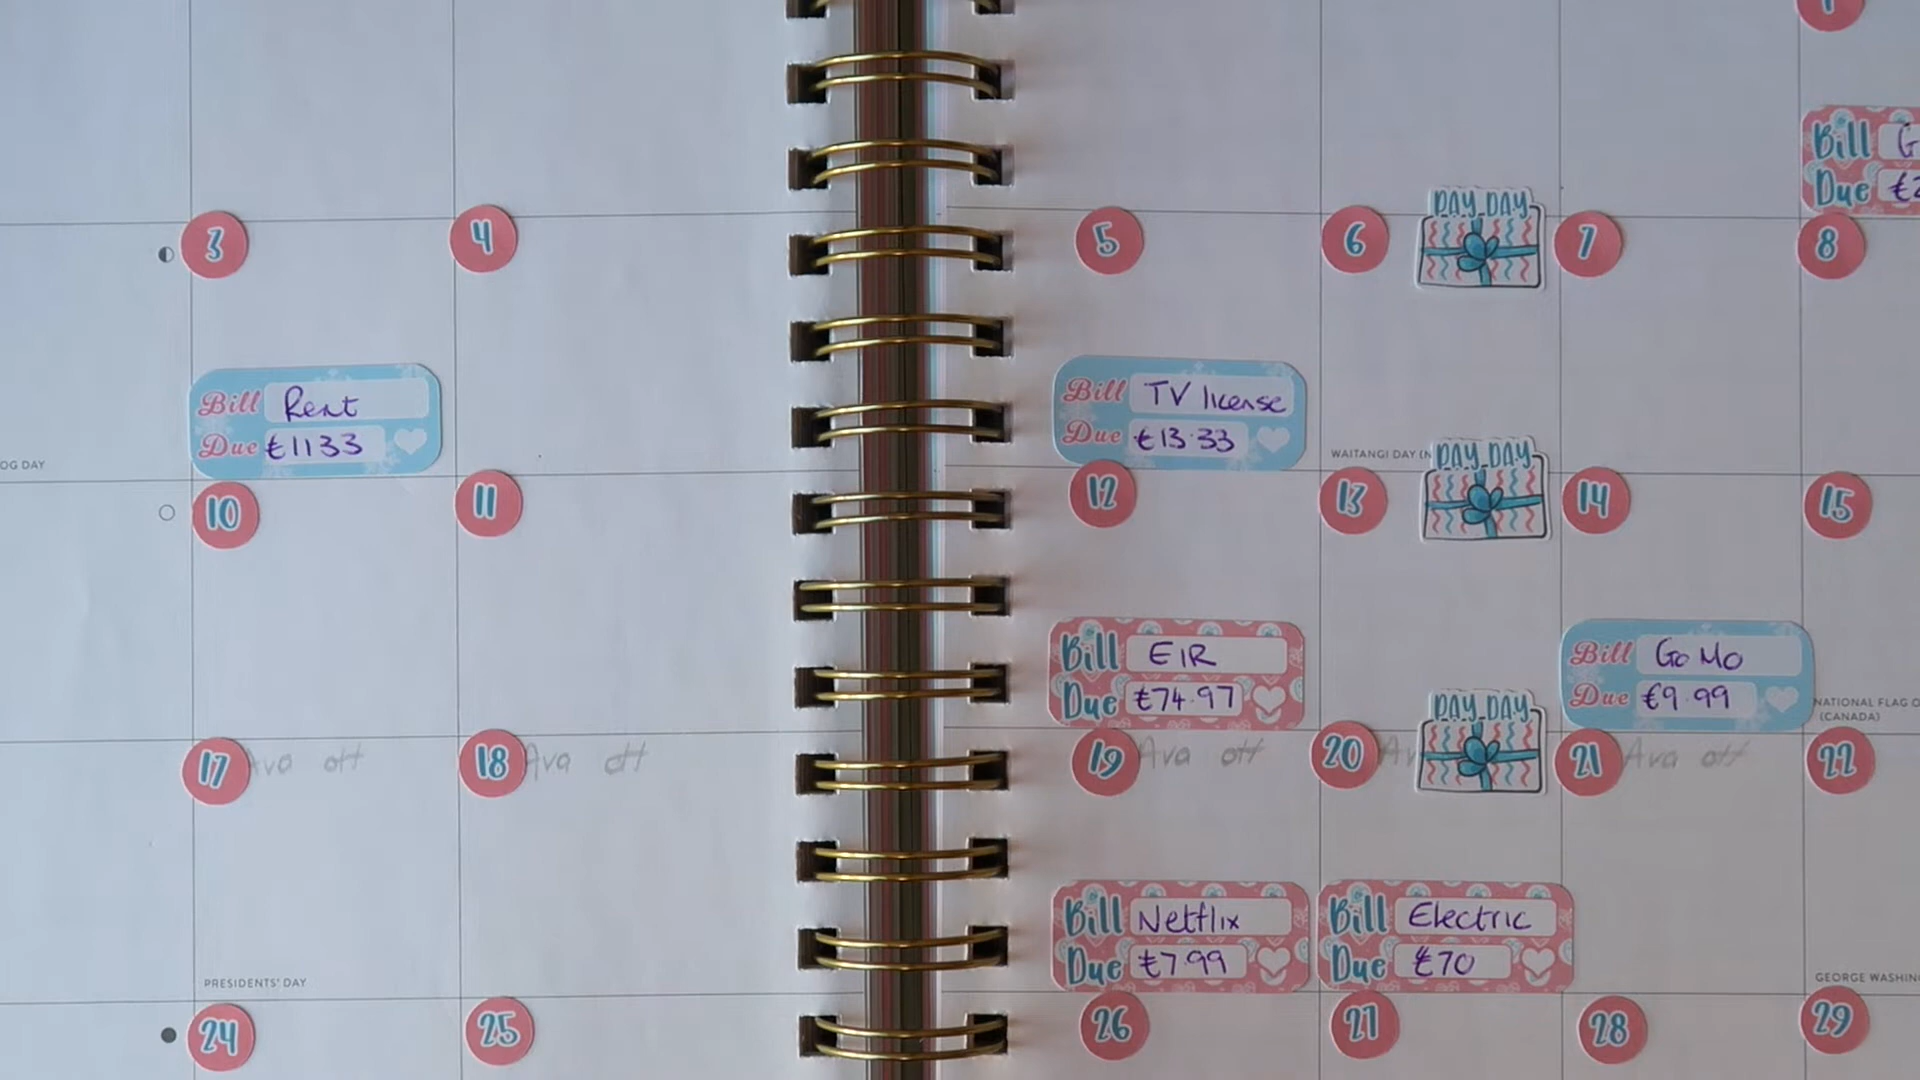 1
Bill G
Due €2
3
4
5
6
PAY DAY
7
8
Bill Rent
Due €1133
Bill TV license
Due €13.33
OG DAY
WAITANGI DAY (N
10
11
12
13
PAY DAY
14
15
Bill EIR
Due €74.97
Bill Go Mo
Due €9.99
NATIONAL FLAG O
(CANADA)
17 Ava off
18 Ava off
19 Ava off
20 Av
PAY DAY
21 Ava off
22
Bill Netflix
Due €7.99
Bill Electric
Due €70
PRESIDENTS' DAY
GEORGE WASHIN
24
25
26
27
28
29